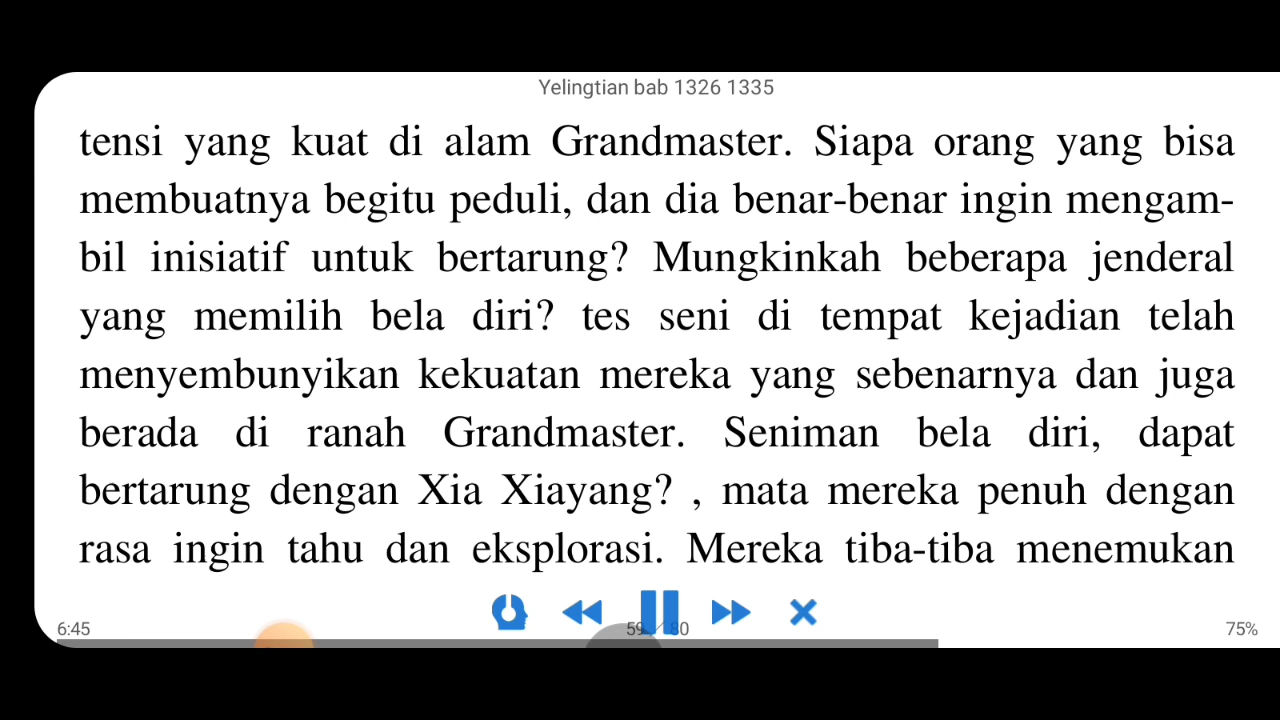 Yelingtian bab 1326 1335
tensi yang kuat di alam Grandmaster. Siapa orang yang bisa
membuatnya begitu peduli, dan dia benar-benar ingin mengam-
bil inisiatif untuk bertarung? Mungkinkah beberapa jenderal
yang memilih bela diri? tes seni di tempat kejadian telah
menyembunyikan kekuatan mereka yang sebenarnya dan juga
berada di ranah Grandmaster. Seniman bela diri, dapat
bertarung dengan Xia Xiayang? , mata mereka penuh dengan
rasa ingin tahu dan eksplorasi. Mereka tiba-tiba menemukan
6:45
59 / 80
75%